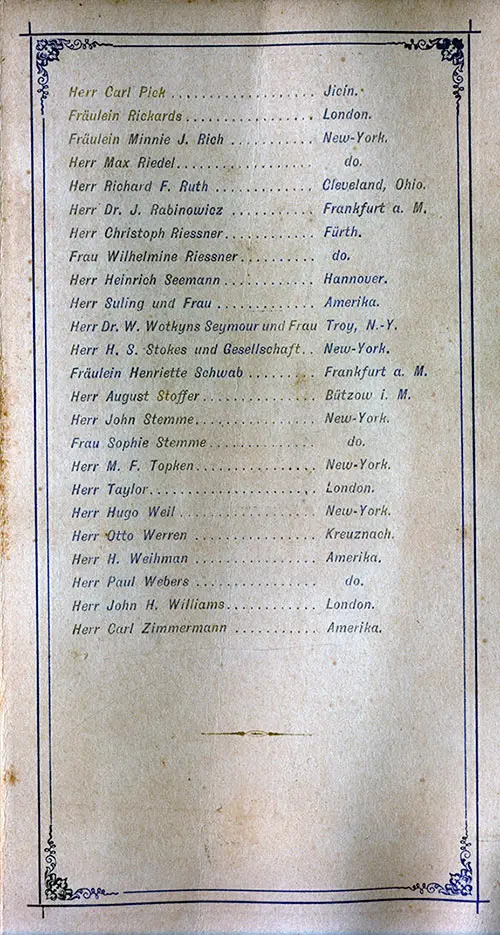 Herr Carl Pick .................... Jicin.
Fräulein Rickards.................. London.
Fräulein Minnie J. Rich ............ New-York.
Herr Max Riedel................... do.
Herr Richard F. Ruth .............. Cleveland, Ohio.
Herr Dr. J. Rabinowicz ............ Frankfurt a. M.
Herr Christoph Riessner............. Fürth.
Frau Wilhelmine Riessner........... do.
Herr Heinrich Seemann ............. Hannover.
Herr Suling und Frau .............. Amerika.
Herr Dr. W. Wotkyns Seymour und Frau Troy, N.-Y.
Herr H. S. Stokes und Gesellschaft.. New-York.
Fräulein Henriette Schwab ......... Frankfurt a. M.
Herr August Stoffer................ Bützow i. M.
Herr John Stemme................. New-York.
Frau Sophie Stemme............... do.
Herr M. F. Topken................. New-York.
Herr Taylor........................ London.
Herr Hugo Weil ................... New-York.
Herr Otto Werren .................. Kreuznach.
Herr H. Weihman .................. Amerika.
Herr Paul Webers ................. do.
Herr John H. Williams............. London.
Herr Carl Zimmermann ............ Amerika.